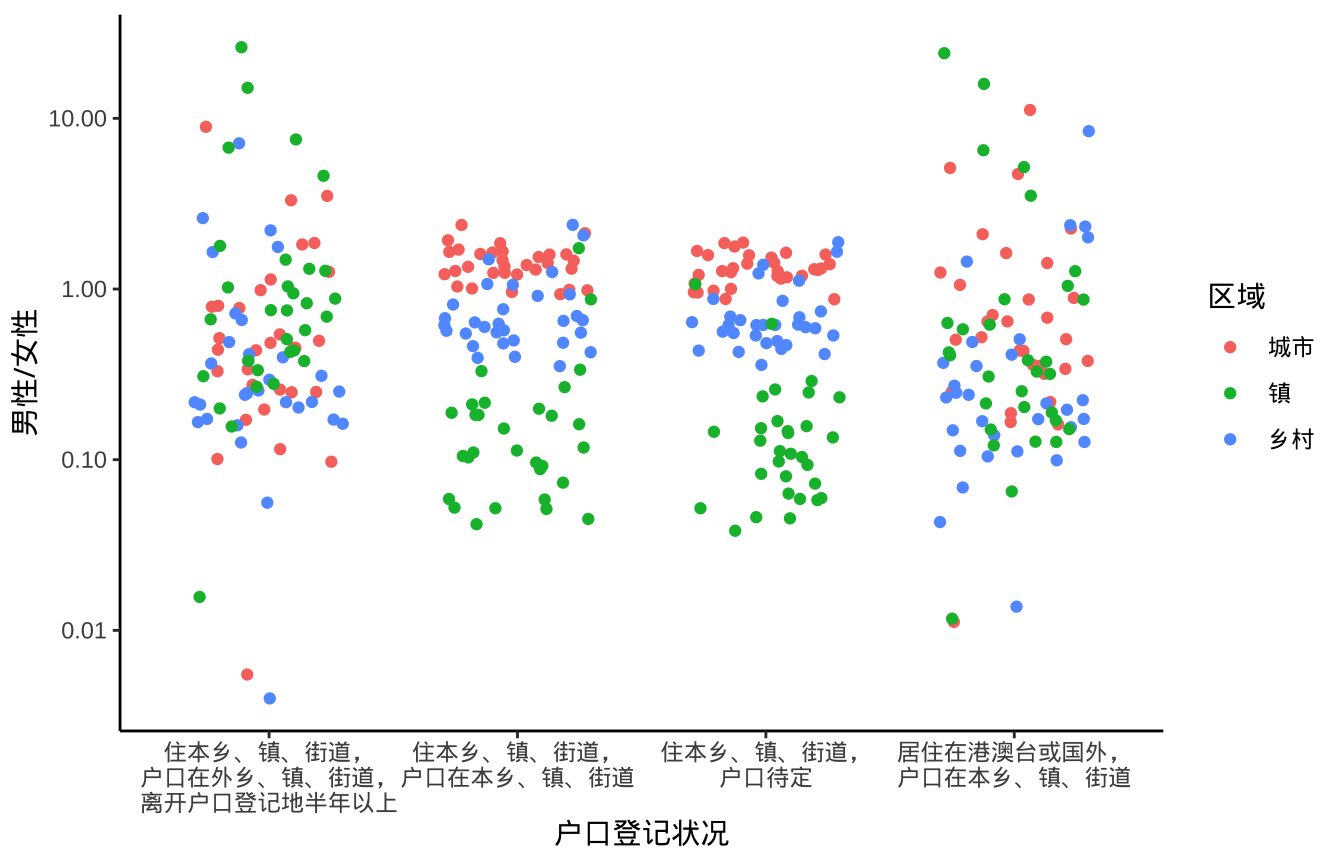 男性/女性
10.00
1.00
0.10
0.01
住本乡、镇、街道，
户口在外乡、镇、街道，
离开户口登记地半年以上
住本乡、镇、街道，
户口在本乡、镇、街道
住本乡、镇、街道，
户口待定
居住在港澳台或国外，
户口在本乡、镇、街道
户口登记状况
区域
城市
镇
乡村